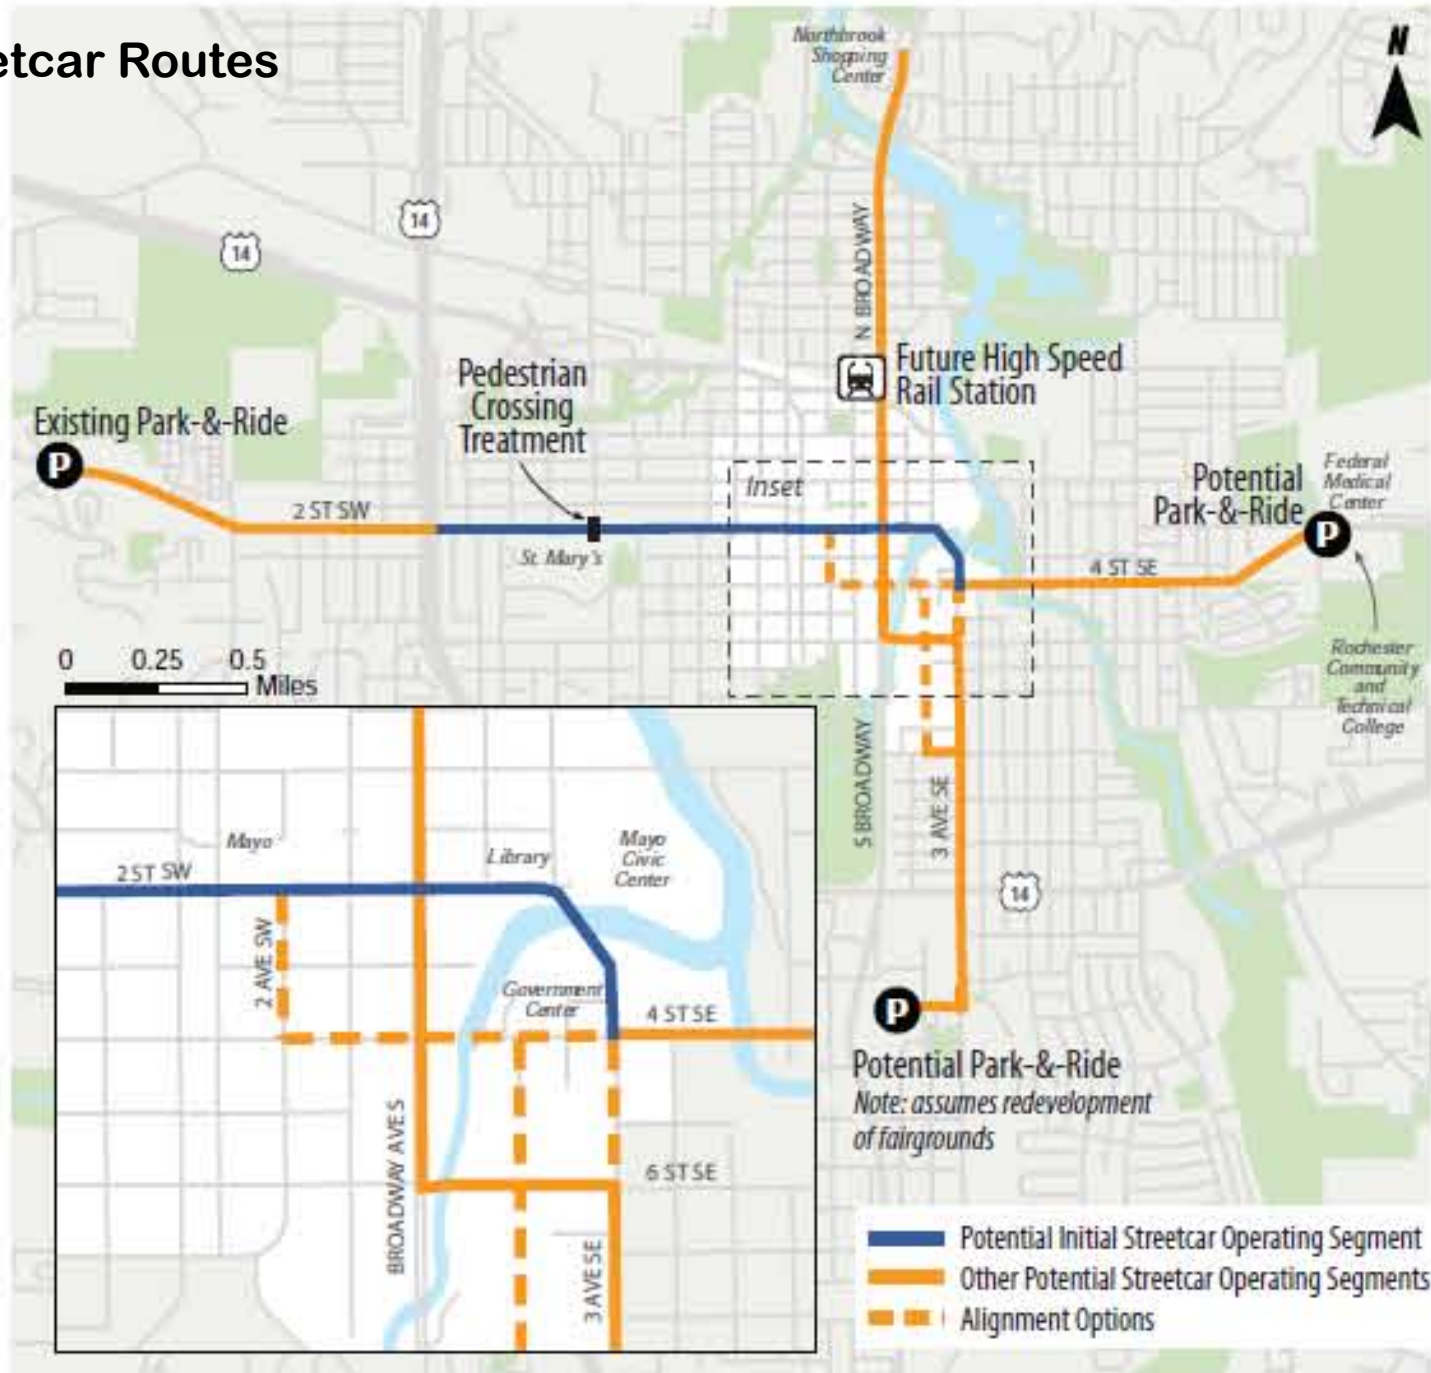 etcar Routes
Northbrook
Shopping
Center
N
14
14
N BROADWAY
Future High Speed
Rail Station
Pedestrian
Crossing
Treatment
Existing Park-&-Ride
P
2 ST SW
St. Mary's
Inset
Potential
Park-&-Ride
P
Federal
Medical
Center
4 ST SE
Rochester
Community
and
Technical
College
0 0.25 0.5
Miles
S BROADWAY
3 AVE SE
14
P
Potential Park-&-Ride
Note: assumes redevelopment
of fairgrounds
Mayo
2 ST SW
Library
Mayo
Civic
Center
2 AVE SW
Government
Center
4 ST SE
BROADWAY AVE S
6 ST SE
3 AVE SE
Potential Initial Streetcar Operating Segment
Other Potential Streetcar Operating Segments
Alignment Options